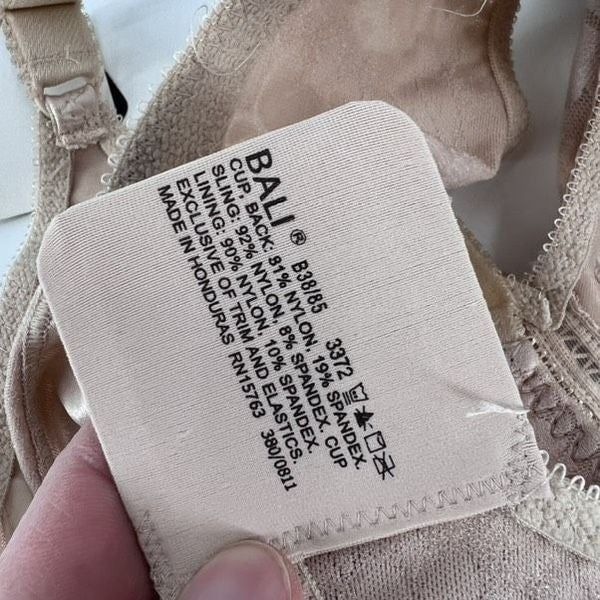 BALI ® B38/85 3372
CUP, BACK: 81% NYLON, 19% SPANDEX.
SLING: 92% NYLON, 8% SPANDEX. CUP
LINING: 90% NYLON, 10% SPANDEX.
EXCLUSIVE OF TRIM AND ELASTICS.
MADE IN HONDURAS RN15763 380/0811